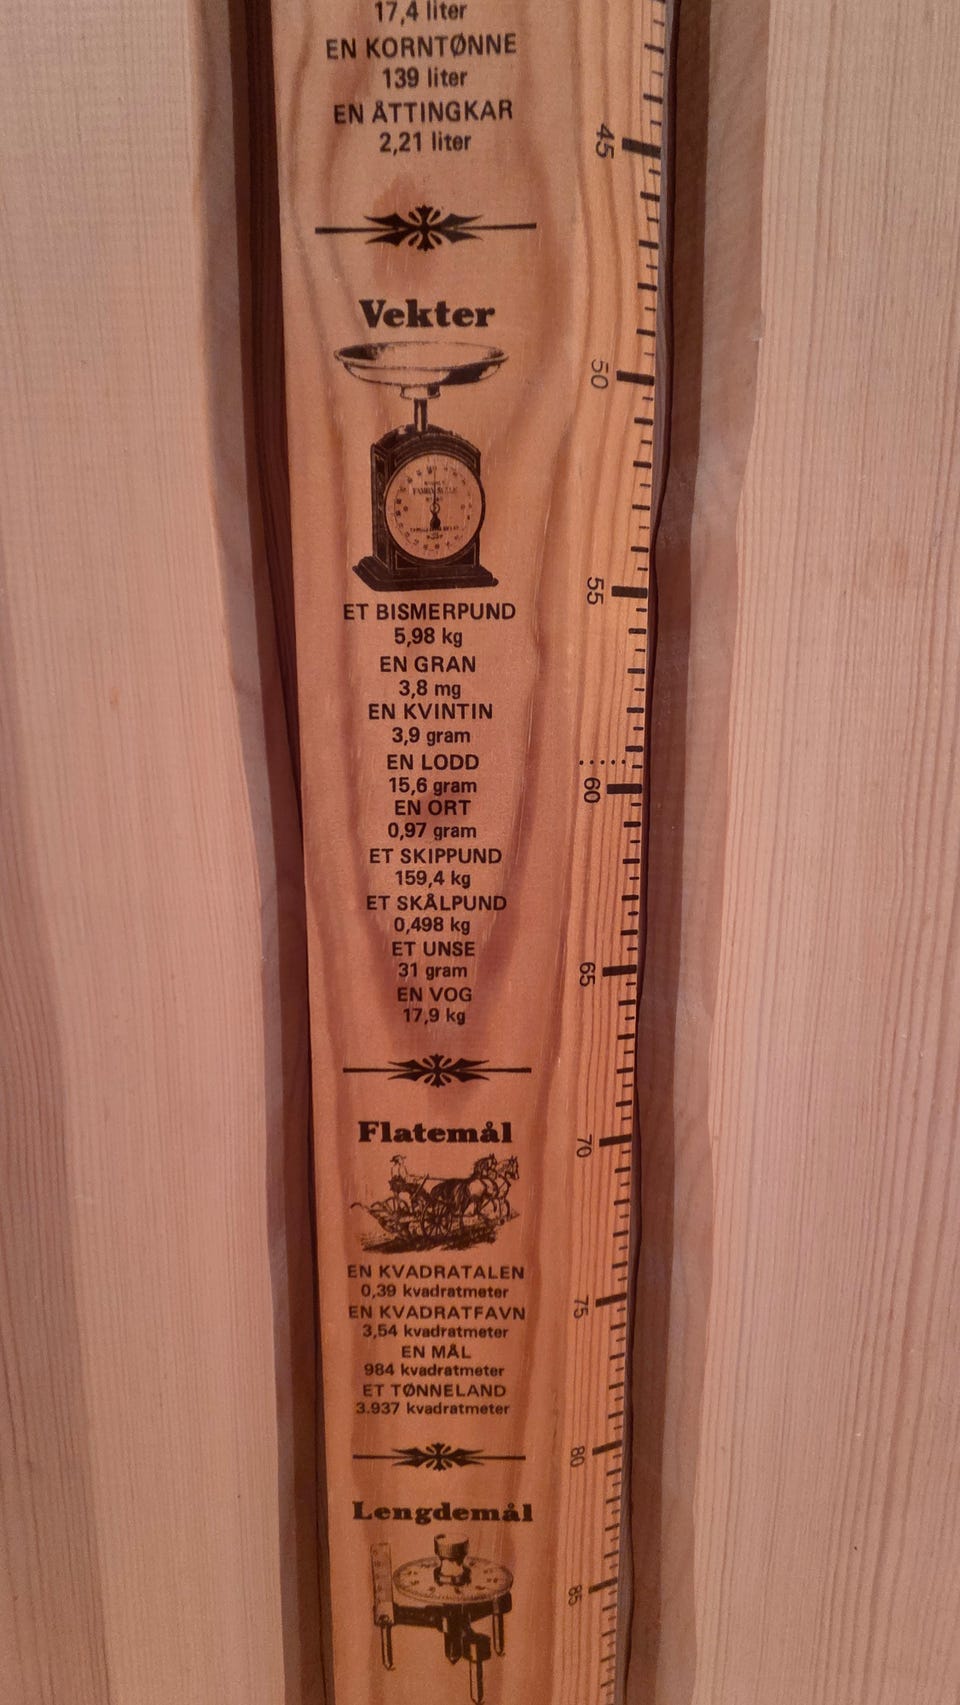 17,4 liter
EN KORNTØNNE
139 liter
EN ÅTTINGKAR
2,21 liter
Vekter
ET BISMERPUND
5,98 kg
EN GRAN
3,8 mg
EN KVINTIN
3,9 gram
EN LODD
15,6 gram
EN ORT
0,97 gram
ET SKIPPUND
159,4 kg
ET SKÅLPUND
0,498 kg
ET UNSE
31 gram
EN VOG
17,9 kg
Flatemål
EN KVADRATALEN
0,39 kvadratmeter
EN KVADRATFAVN
3,54 kvadratmeter
EN MÅL
984 kvadratmeter
ET TØNNELAND
3.937 kvadratmeter
Lengdemål
45
50
55
60
65
70
75
80
85